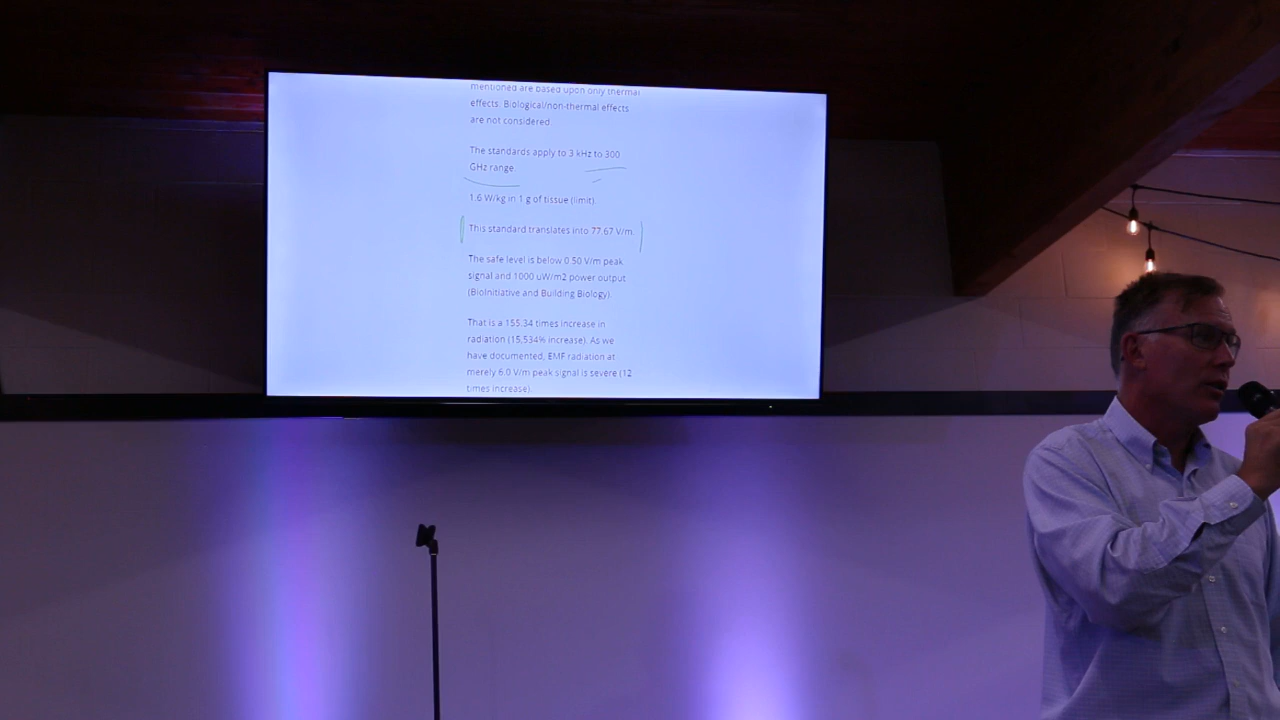 mentioned are based upon only thermal
effects. Biological/non-thermal effects
are not considered.
The standards apply to 3 kHz to 300
GHz range.
1.6 W/kg in 1 g of tissue (limit).
This standard translates into 77.67 V/m.
The safe level is below 0.50 V/m peak
signal and 1000 uW/m2 power output
(BioInitiative and Building Biology).
That is a 155.34 times increase in
radiation (15,534% increase). As we
have documented, EMF radiation at
merely 6.0 V/m peak signal is severe (12
times increase).